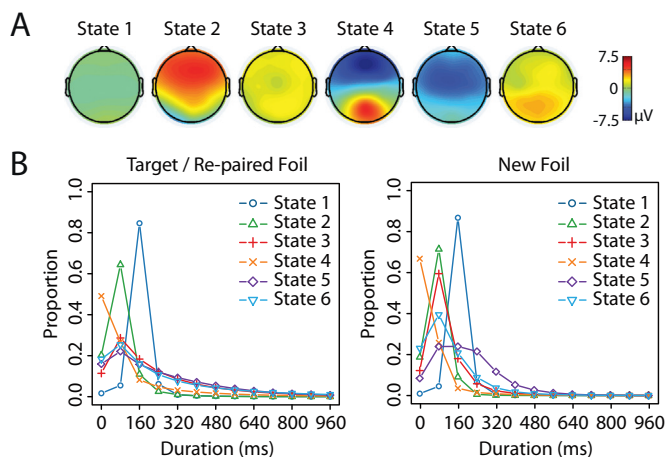 A
State 1 State 2 State 3 State 4 State 5 State 6
7.5
0
-7.5
μV
B
Target / Re-paired Foil
Proportion
1.0
0.8
0.6
0.4
0.2
0.0
State 1
State 2
State 3
State 4
State 5
State 6
0 160 320 480 640 800 960
Duration (ms)
New Foil
Proportion
1.0
0.8
0.6
0.4
0.2
0.0
State 1
State 2
State 3
State 4
State 5
State 6
0 160 320 480 640 800 960
Duration (ms)